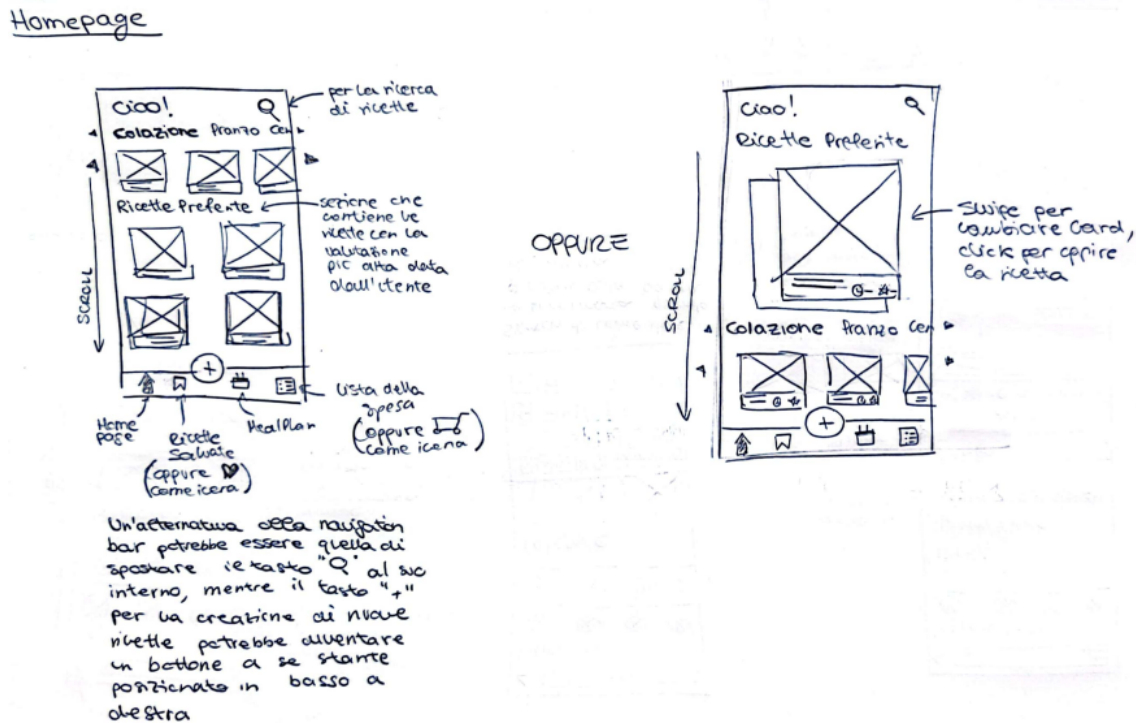 Homepage
Ciao!
per la ricerca
di ricette
Colazione Pranzo Cen
Ricette Preferite
sezione che
contiene le
ricette con la
valutazione
più alta data
dall'utente
SCROLL
+
Home
page
Ricette
Salvate
(oppure
come icona)
MealPlan
Lista della
spesa
(oppure
come icona)
Un'alternativa alla navigation
bar potrebbe essere quella di
spostare il tasto "Q" al suo
interno, mentre il tasto "+"
per la creazione di nuove
ricette potrebbe diventare
un bottone a se stante
posizionato in basso a
destra
OPPURE
Ciao!
Ricette Preferite
Swipe per
cambiare Card,
click per aprire
la ricetta
SCROLL
Colazione Pranzo Cen
+